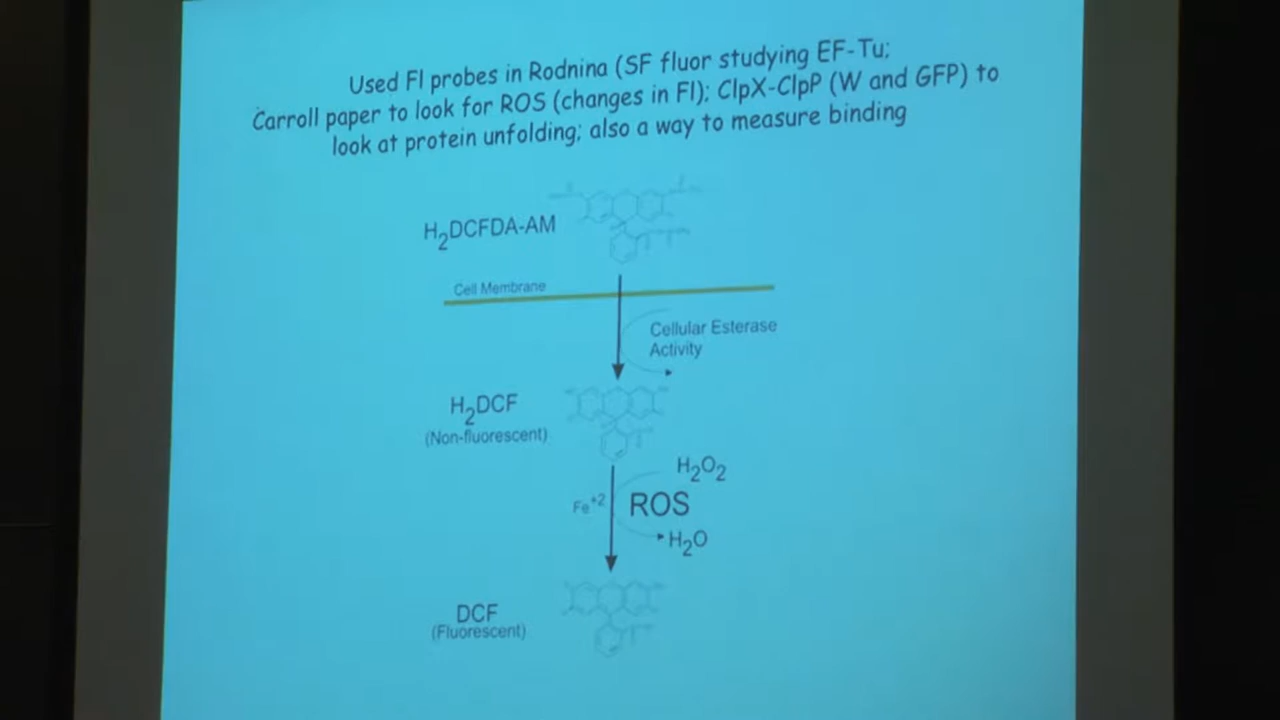 Used Fl probes in Rodnina (SF fluor studying EF-Tu;
Carroll paper to look for ROS (changes in Fl); ClpX-ClpP (W and GFP) to
look at protein unfolding; also a way to measure binding
H₂DCFDA-AM
Cell Membrane
Cellular Esterase
Activity
H₂DCF
(Non-fluorescent)
H₂O₂
Fe⁺² ROS
H₂O
DCF
(Fluorescent)